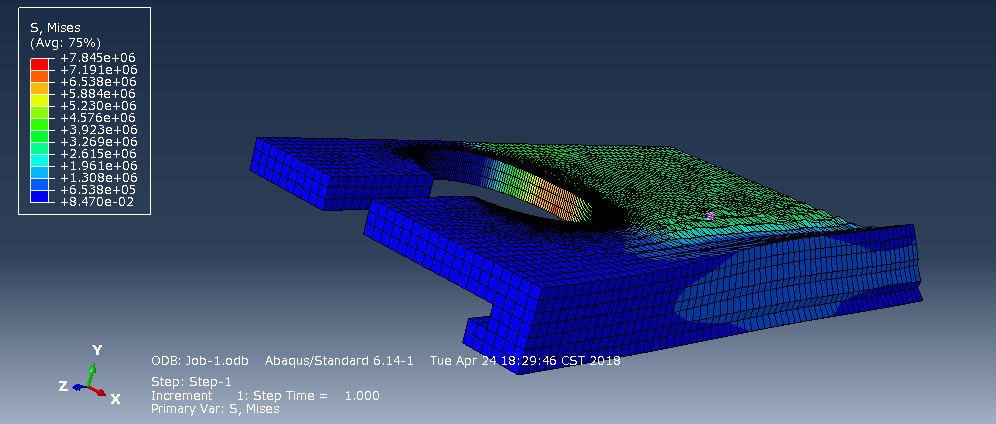 S, Mises
(Avg: 75%)
+7.845e+06
+7.191e+06
+6.538e+06
+5.884e+06
+5.230e+06
+4.576e+06
+3.923e+06
+3.269e+06
+2.615e+06
+1.961e+06
+1.308e+06
+6.538e+05
+8.470e-02
Y
Z
X
ODB: Job-1.odb Abaqus/Standard 6.14-1 Tue Apr 24 18:29:46 CST 2018
Step: Step-1
Increment 1: Step Time = 1.000
Primary Var: S, Mises